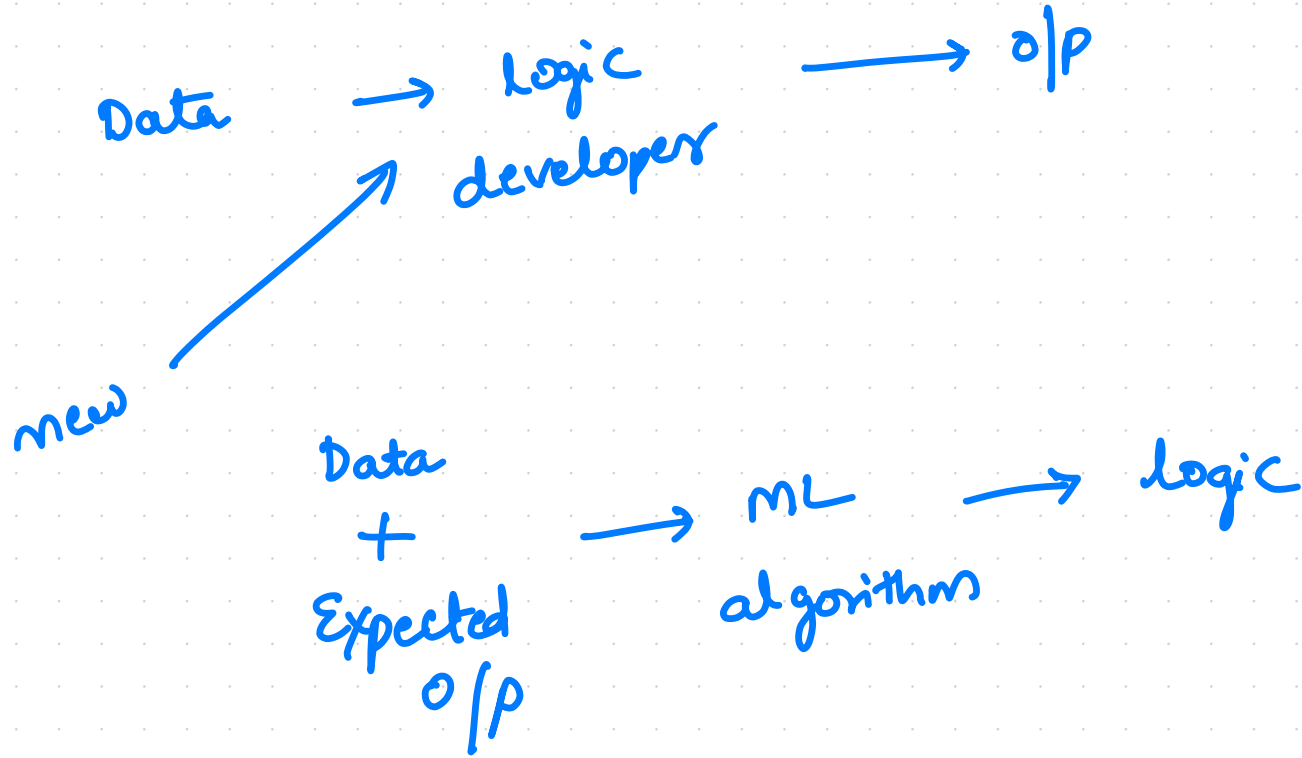 Data → logic → o/p
developer
new
Data
+ → ML → logic
Expected algorithm
o/p